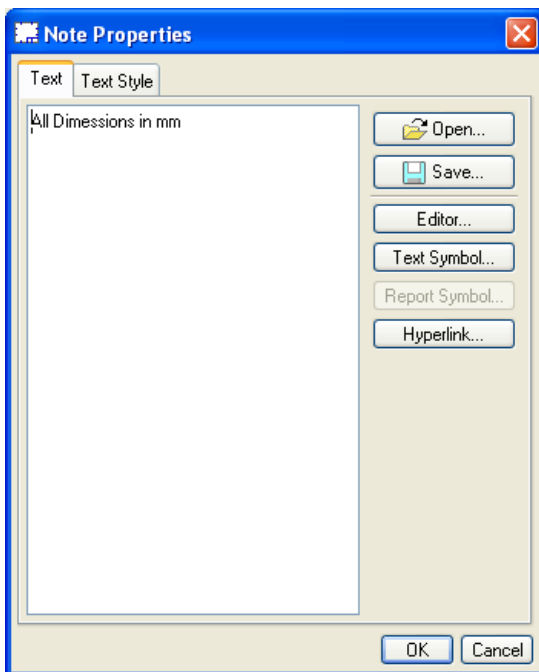 Note Properties
Text
Text Style
All Dimessions in mm
Open...
Save...
Editor...
Text Symbol...
Report Symbol...
Hyperlink...
OK
Cancel